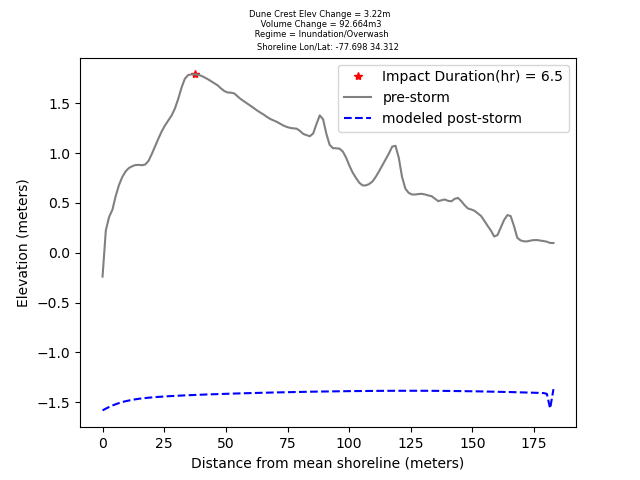 Dune Crest Elev Change = 3.22m
Volume Change = 92.664m3
Regime = Inundation/Overwash
Shoreline Lon/Lat: -77.698 34.312
Impact Duration(hr) = 6.5
pre-storm
modeled post-storm
Elevation (meters)
1.5
1.0
0.5
0.0
−0.5
−1.0
−1.5
0 25 50 75 100 125 150 175
Distance from mean shoreline (meters)